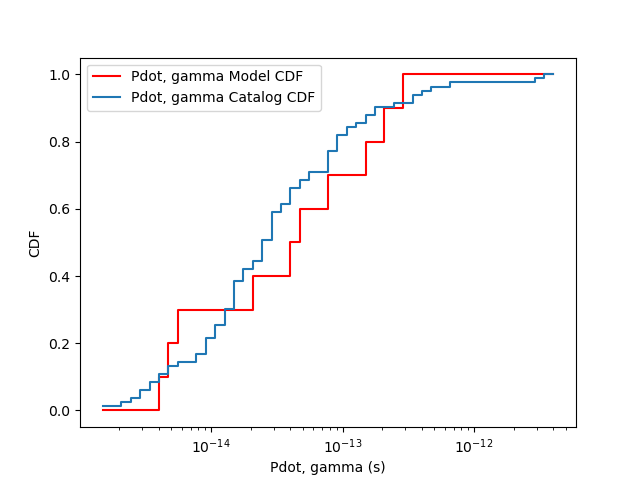 Pdot, gamma Model CDF
Pdot, gamma Catalog CDF
1.0
0.8
0.6
0.4
0.2
0.0
CDF
10⁻¹⁴
10⁻¹³
10⁻¹²
Pdot, gamma (s)